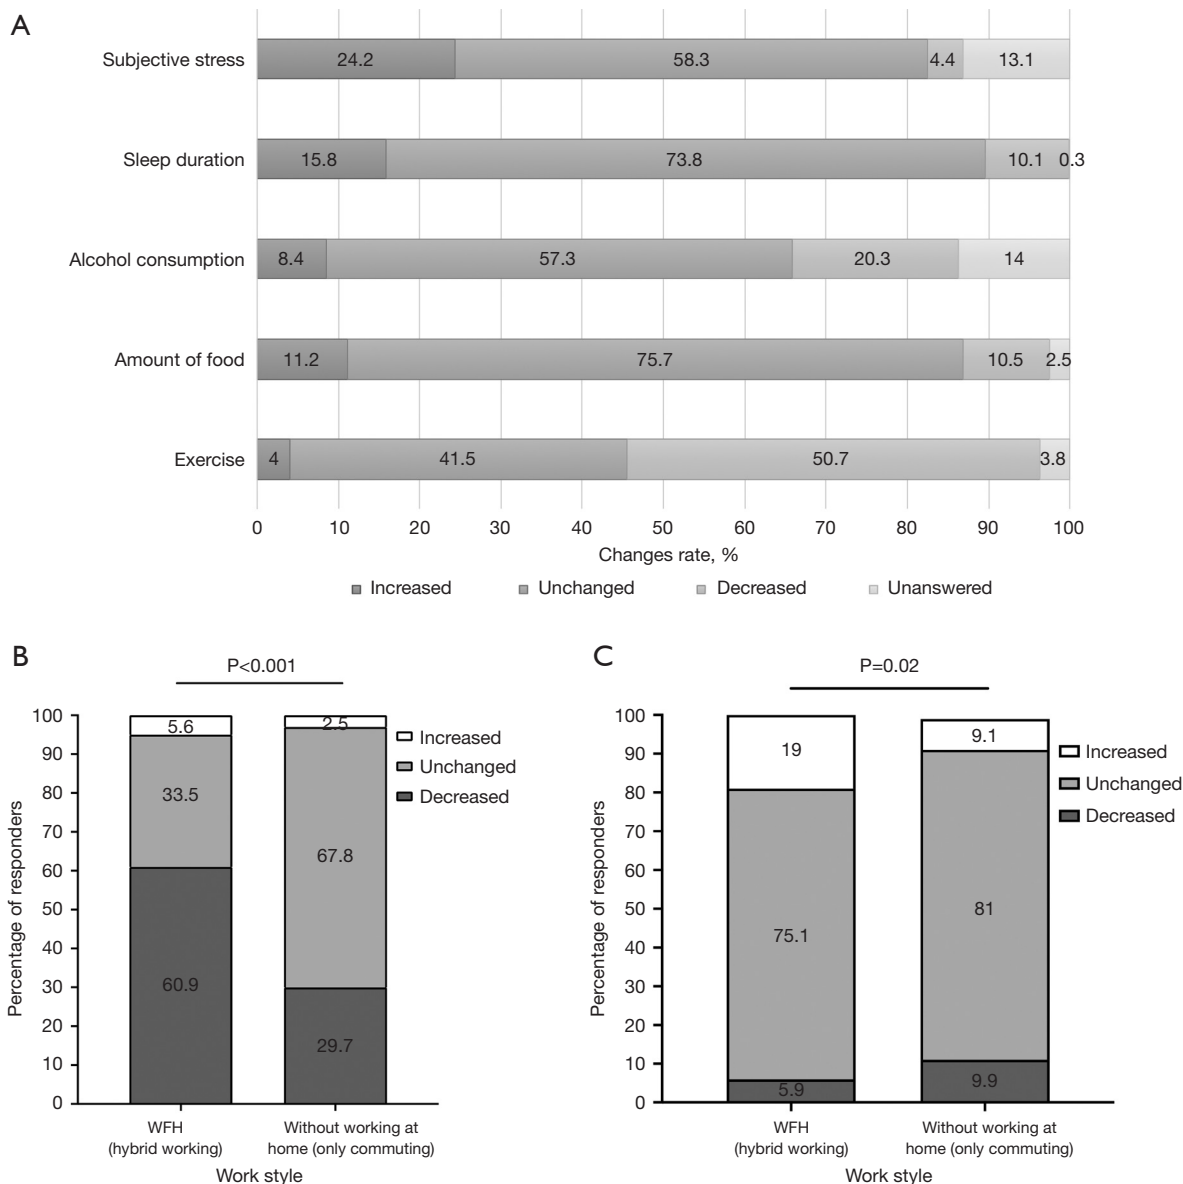 A
Subjective stress 24.2 58.3 4.4 13.1
Sleep duration 15.8 73.8 10.1 0.3
Alcohol consumption 8.4 57.3 20.3 14
Amount of food 11.2 75.7 10.5 2.5
Exercise 4 41.5 50.7 3.8
0 10 20 30 40 50 60 70 80 90 100
Changes rate, %
Increased Unchanged Decreased Unanswered
B
P<0.001
Percentage of responders
100
90
80
70
60
50
40
30
20
10
0
5.6
33.5
60.9
2.5
67.8
29.7
Increased
Unchanged
Decreased
WFH
(hybrid working)
Without working at
home (only commuting)
Work style
C
P=0.02
Percentage of responders
100
90
80
70
60
50
40
30
20
10
0
19
75.1
5.9
9.1
81
9.9
Increased
Unchanged
Decreased
WFH
(hybrid working)
Without working at
home (only commuting)
Work style